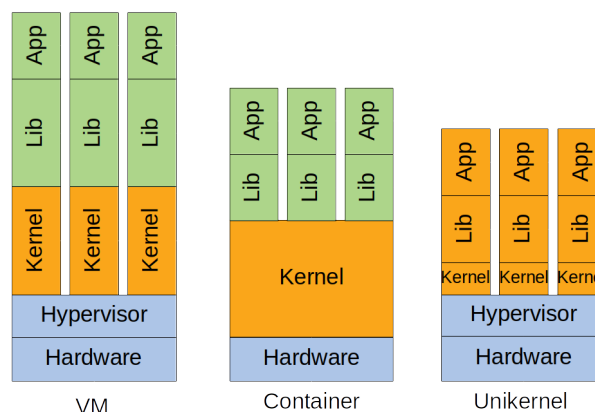 App App App
Lib Lib Lib
Kernel Kernel Kernel
Hypervisor
Hardware
VM
App App App
Lib Lib Lib
Kernel
Hardware
Container
App App App
Lib Lib Lib
Kernel Kernel Kernel
Hypervisor
Hardware
Unikernel